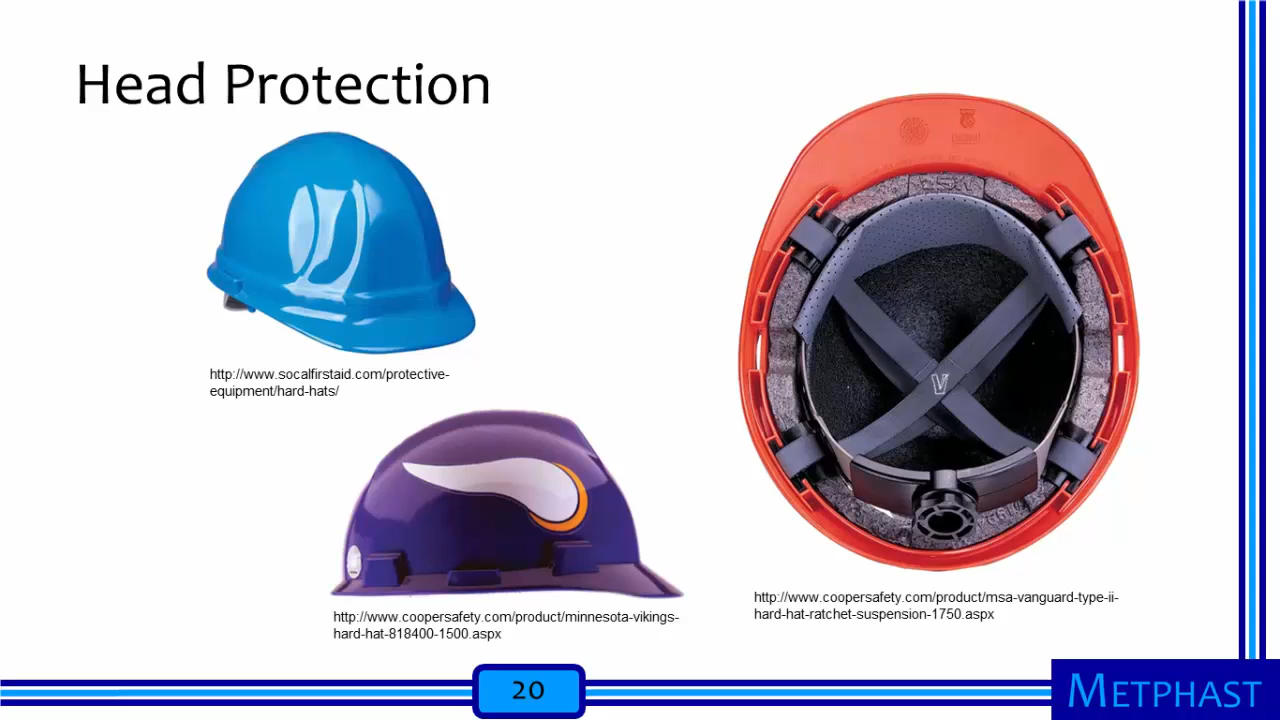 Head Protection
http://www.socalfirstaid.com/protective-
equipment/hard-hats/
http://www.coopersafety.com/product/minnesota-vikings-
hard-hat-818400-1500.aspx
http://www.coopersafety.com/product/msa-vanguard-type-ii-
hard-hat-ratchet-suspension-1750.aspx
20
METPHAST